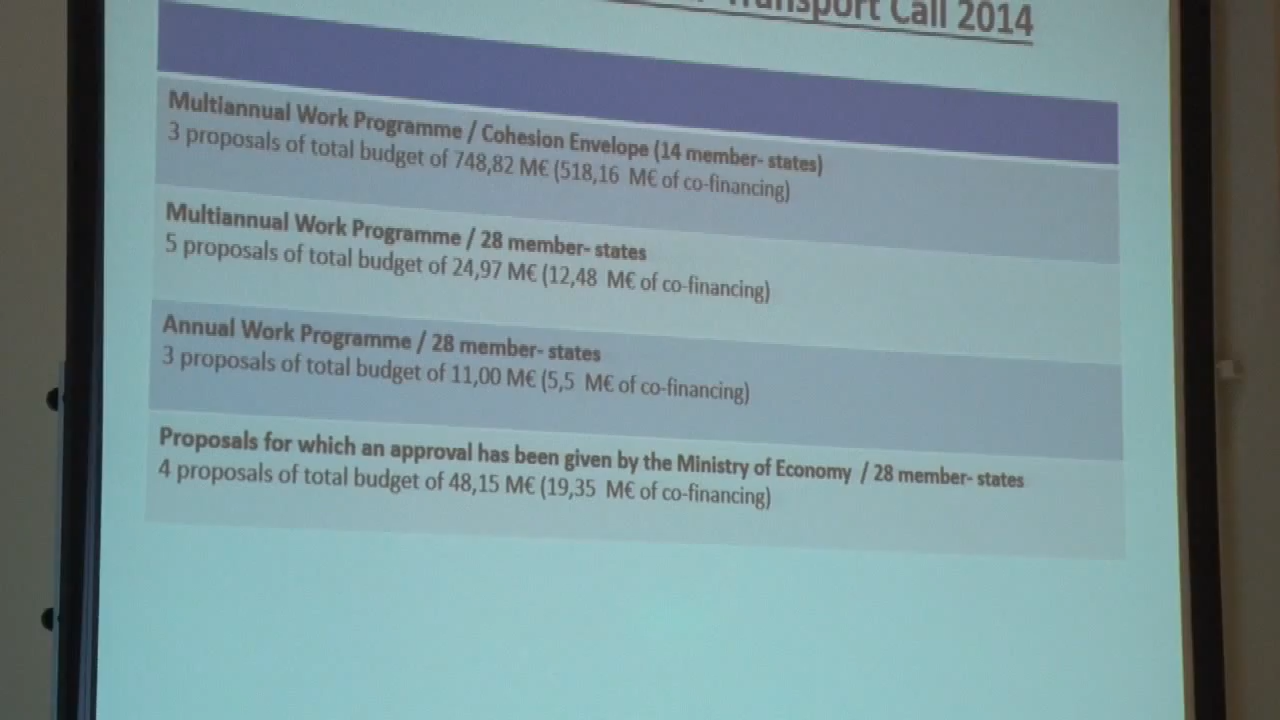 Transport Call 2014
Multiannual Work Programme / Cohesion Envelope (14 member- states)
3 proposals of total budget of 748,82 M€ (518,16 M€ of co-financing)
Multiannual Work Programme / 28 member- states
5 proposals of total budget of 24,97 M€ (12,48 M€ of co-financing)
Annual Work Programme / 28 member- states
3 proposals of total budget of 11,00 M€ (5,5 M€ of co-financing)
Proposals for which an approval has been given by the Ministry of Economy / 28 member- states
4 proposals of total budget of 48,15 M€ (19,35 M€ of co-financing)